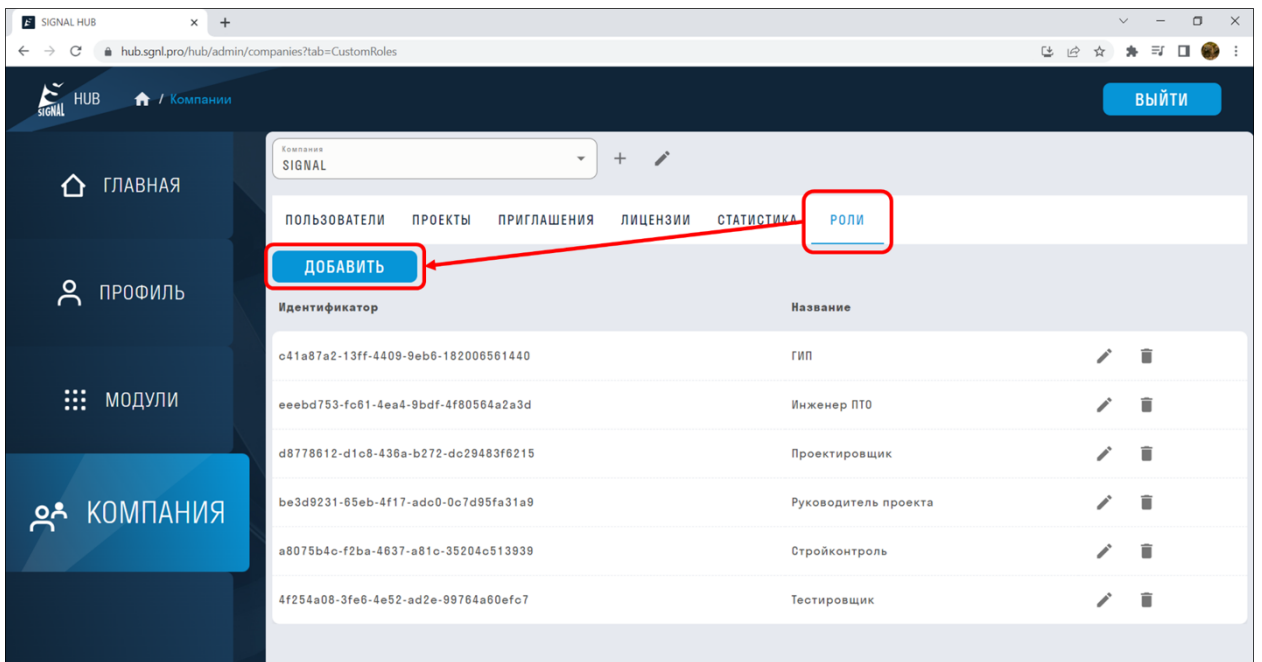 SIGNAL HUB
hub.sgnl.pro/hub/admin/companies?tab=CustomRoles
SIGNAL HUB / Компании ВЫЙТИ
Компания
SIGNAL
ГЛАВНАЯ
ПОЛЬЗОВАТЕЛИ ПРОЕКТЫ ПРИГЛАШЕНИЯ ЛИЦЕНЗИИ СТАТИСТИКА РОЛИ
ДОБАВИТЬ
ПРОФИЛЬ
Идентификатор Название
c41a87a2-13ff-4409-9eb6-182006561440 ГИП
МОДУЛИ
eeebd753-fc61-4ea4-9bdf-4f80564a2a3d Инженер ПТО
d8778612-d1c8-436a-b272-dc29483f6215 Проектировщик
КОМПАНИЯ
be3d9231-65eb-4f17-adc0-0c7d95fa31a9 Руководитель проекта
a8075b4c-f2ba-4637-a81c-35204c513939 Стройконтроль
4f254a08-3fe6-4e52-ad2e-99764a60efc7 Тестировщик